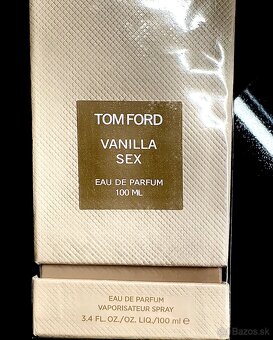 TOM FORD
VANILLA
SEX
EAU DE PARFUM
100 ML
EAU DE PARFUM
VAPORISATEUR SPRAY
3.4 FL. OZ./OZ. LIQ./100 ml ℮
Bazos.sk